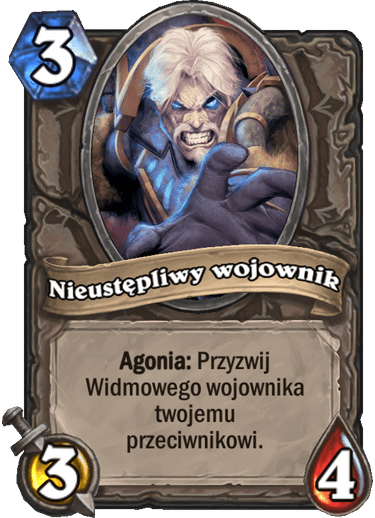 3
Nieustępliwy wojownik
Agonia: Przyzwij
Widmowego wojownika
twojemu
przeciwnikowi.
3
4